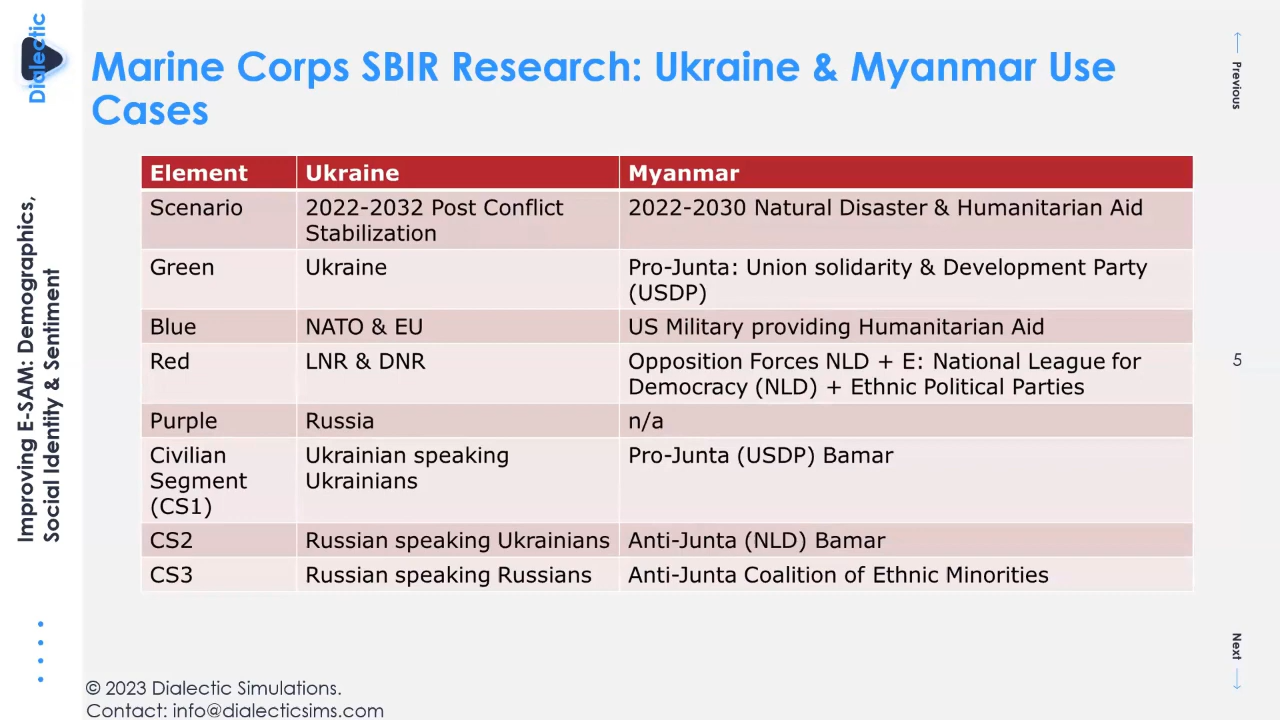 Dialectic
Improving E-SAM: Demographics,
Social Identity & Sentiment
Marine Corps SBIR Research: Ukraine & Myanmar Use
Cases
Element Ukraine Myanmar
Scenario 2022-2032 Post Conflict 2022-2030 Natural Disaster & Humanitarian Aid
Stabilization
Green Ukraine Pro-Junta: Union solidarity & Development Party
(USDP)
Blue NATO & EU US Military providing Humanitarian Aid
Red LNR & DNR Opposition Forces NLD + E: National League for
Democracy (NLD) + Ethnic Political Parties
Purple Russia n/a
Civilian Ukrainian speaking Pro-Junta (USDP) Bamar
Segment Ukrainians
(CS1)
CS2 Russian speaking Ukrainians Anti-Junta (NLD) Bamar
CS3 Russian speaking Russians Anti-Junta Coalition of Ethnic Minorities
© 2023 Dialectic Simulations.
Contact: info@dialecticsims.com
Previous
5
Next